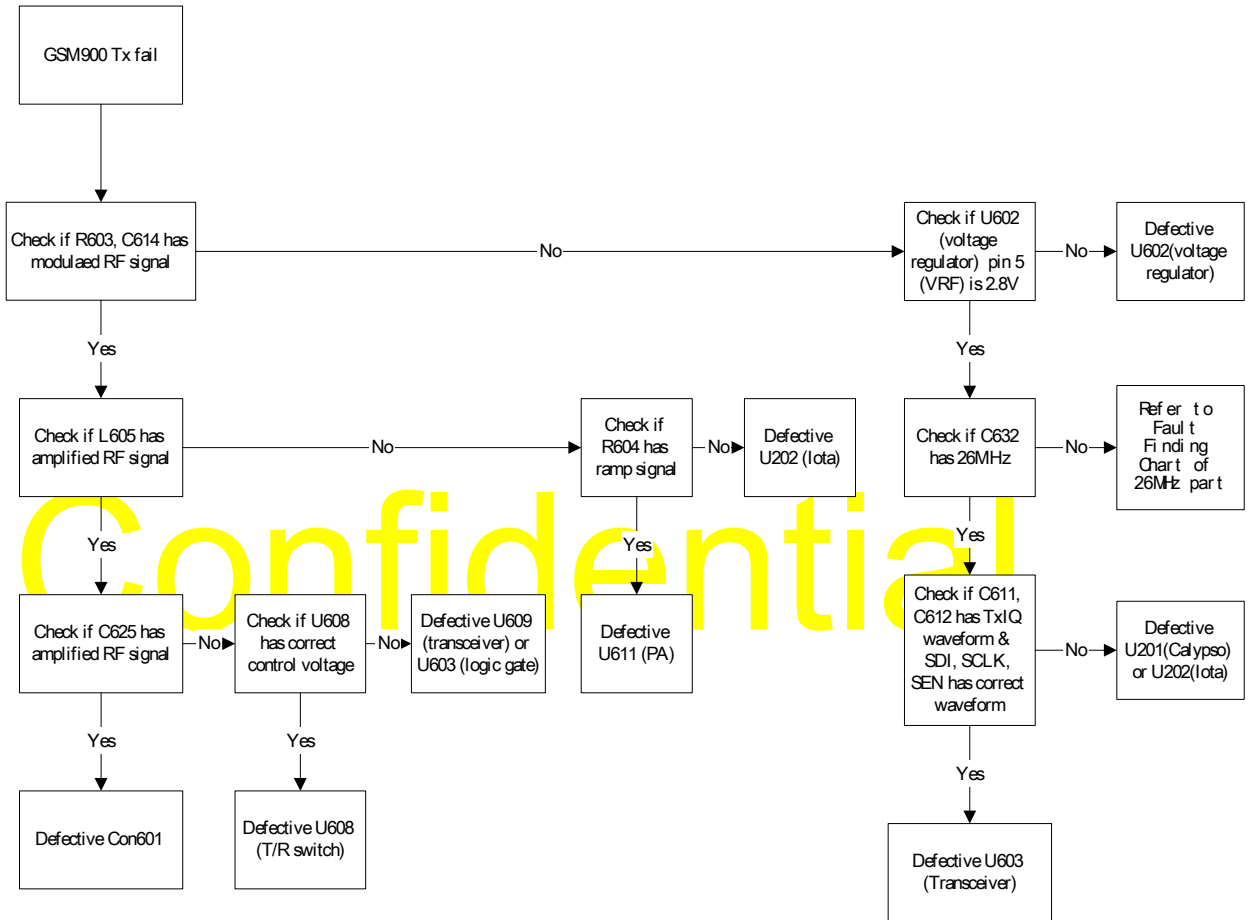 GSM900 Tx fail
Check if R603, C614 has
modulaed RF signal
No
Check if U602
(voltage
regulator) pin 5
(VRF) is 2.8V
No
Defective
U602(voltage
regulator)
Yes
Yes
Check if L605 has
amplified RF signal
No
Check if
R604 has
ramp signal
No
Defective
U202 (Iota)
Check if C632
has 26MHz
No
Refer to
Fault
Finding
Chart of
26MHz part
Confidential
Yes
Yes
Yes
Check if C625 has
amplified RF signal
No
Check if U608
has correct
control voltage
No
Defective U609
(transceiver) or
U603 (logic gate)
Defective
U611 (PA)
Check if C611,
C612 has TxIQ
waveform &
SDI, SCLK,
SEN has correct
waveform
No
Defective
U201(Calypso)
or U202(Iota)
Yes
Yes
Yes
Defective Con601
Defective U608
(T/R switch)
Defective U603
(Transceiver)